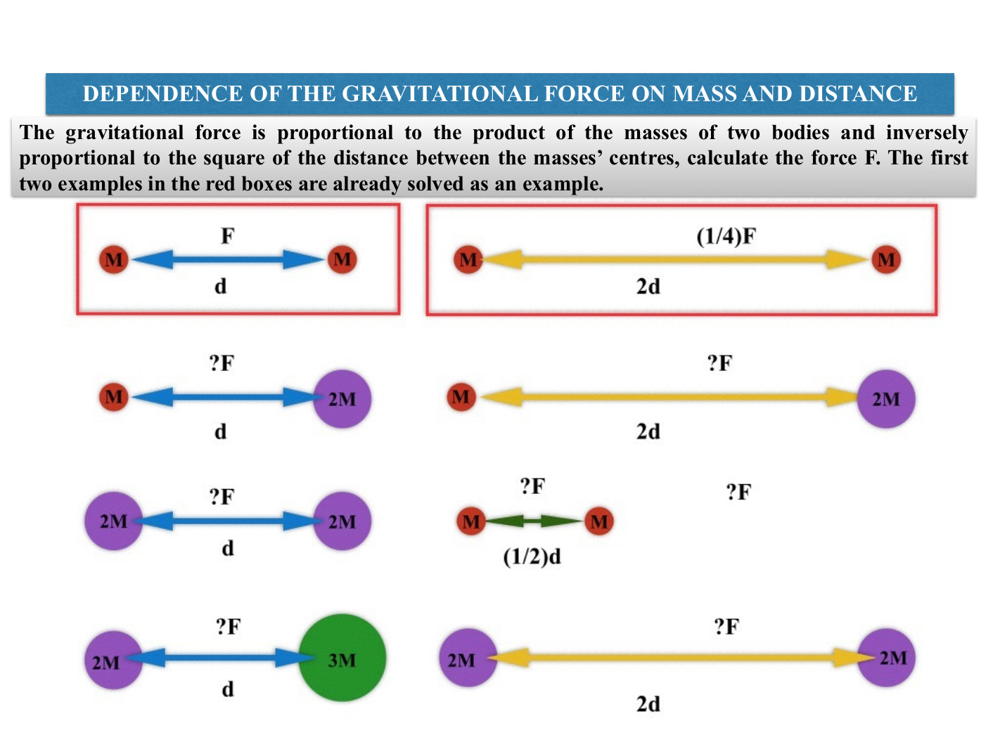 DEPENDENCE OF THE GRAVITATIONAL FORCE ON MASS AND DISTANCE
The gravitational force is proportional to the product of the masses of two bodies and inversely
proportional to the square of the distance between the masses’ centres, calculate the force F. The first
two examples in the red boxes are already solved as an example.
F
M M
d
(1/4)F
M M
2d
?F
M 2M
d
?F
M 2M
2d
?F
2M 2M
d
?F
M M
(1/2)d
?F
?F
2M 3M
d
?F
2M 2M
2d